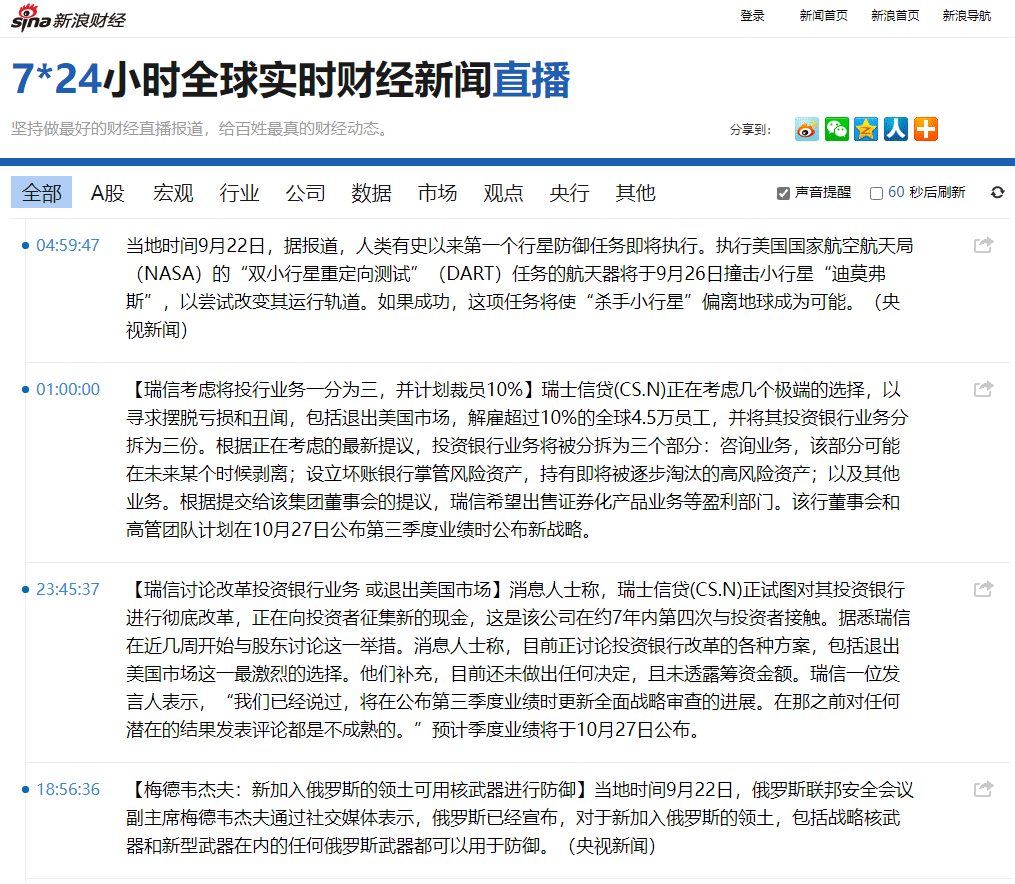 sina新浪财经
登录 新闻首页 新浪首页 新浪导航
7*24小时全球实时财经新闻直播
坚持做最好的财经直播报道，给百姓最真的财经动态。
分享到：
全部 A股 宏观 行业 公司 数据 市场 观点 央行 其他 声音提醒 60 秒后刷新
04:59:47 当地时间9月22日，据报道，人类有史以来第一个行星防御任务即将执行。执行美国国家航空航天局
（NASA）的“双小行星重定向测试”（DART）任务的航天器将于9月26日撞击小行星“迪莫弗
斯”，以尝试改变其运行轨道。如果成功，这项任务将使“杀手小行星”偏离地球成为可能。（央
视新闻）
01:00:00 【瑞信考虑将投行业务一分为三，并计划裁员10%】瑞士信贷(CS.N)正在考虑几个极端的选择，以
寻求摆脱亏损和丑闻，包括退出美国市场，解雇超过10%的全球4.5万员工，并将其投资银行业务分
拆为三份。根据正在考虑的最新提议，投资银行业务将被分拆为三个部分：咨询业务，该部分可能
在未来某个时候剥离；设立坏账银行掌管风险资产，持有即将被逐步淘汰的高风险资产；以及其他
业务。根据提交给该集团董事会的提议，瑞信希望出售证券化产品业务等盈利部门。该行董事会和
高管团队计划在10月27日公布第三季度业绩时公布新战略。
23:45:37 【瑞信讨论改革投资银行业务 或退出美国市场】消息人士称，瑞士信贷(CS.N)正试图对其投资银行
进行彻底改革，正在向投资者征集新的现金，这是该公司在约7年内第四次与投资者接触。据悉瑞信
在近几周开始与股东讨论这一举措。消息人士称，目前正讨论投资银行改革的各种方案，包括退出
美国市场这一最激烈的选择。他们补充，目前还未做出任何决定，且未透露筹资金额。瑞信一位发
言人表示，“我们已经说过，将在公布第三季度业绩时更新全面战略审查的进展。在那之前对任何
潜在的结果发表评论都是不成熟的。”预计季度业绩将于10月27日公布。
18:56:36 【梅德韦杰夫：新加入俄罗斯的领土可用核武器进行防御】当地时间9月22日，俄罗斯联邦安全会议
副主席梅德韦杰夫通过社交媒体表示，俄罗斯已经宣布，对于新加入俄罗斯的领土，包括战略核武
器和新型武器在内的任何俄罗斯武器都可以用于防御。（央视新闻）